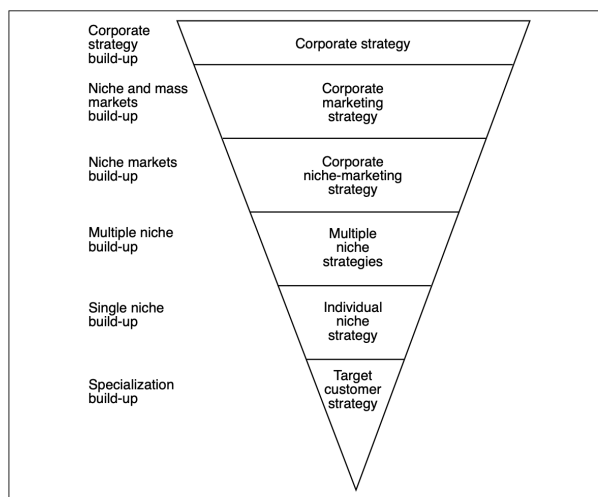 Corporate
strategy
build-up
Corporate strategy
Niche and mass
markets
build-up
Corporate
marketing
strategy
Niche markets
build-up
Corporate
niche-marketing
strategy
Multiple niche
build-up
Multiple
niche
strategies
Single niche
build-up
Individual
niche
strategy
Specialization
build-up
Target
customer
strategy